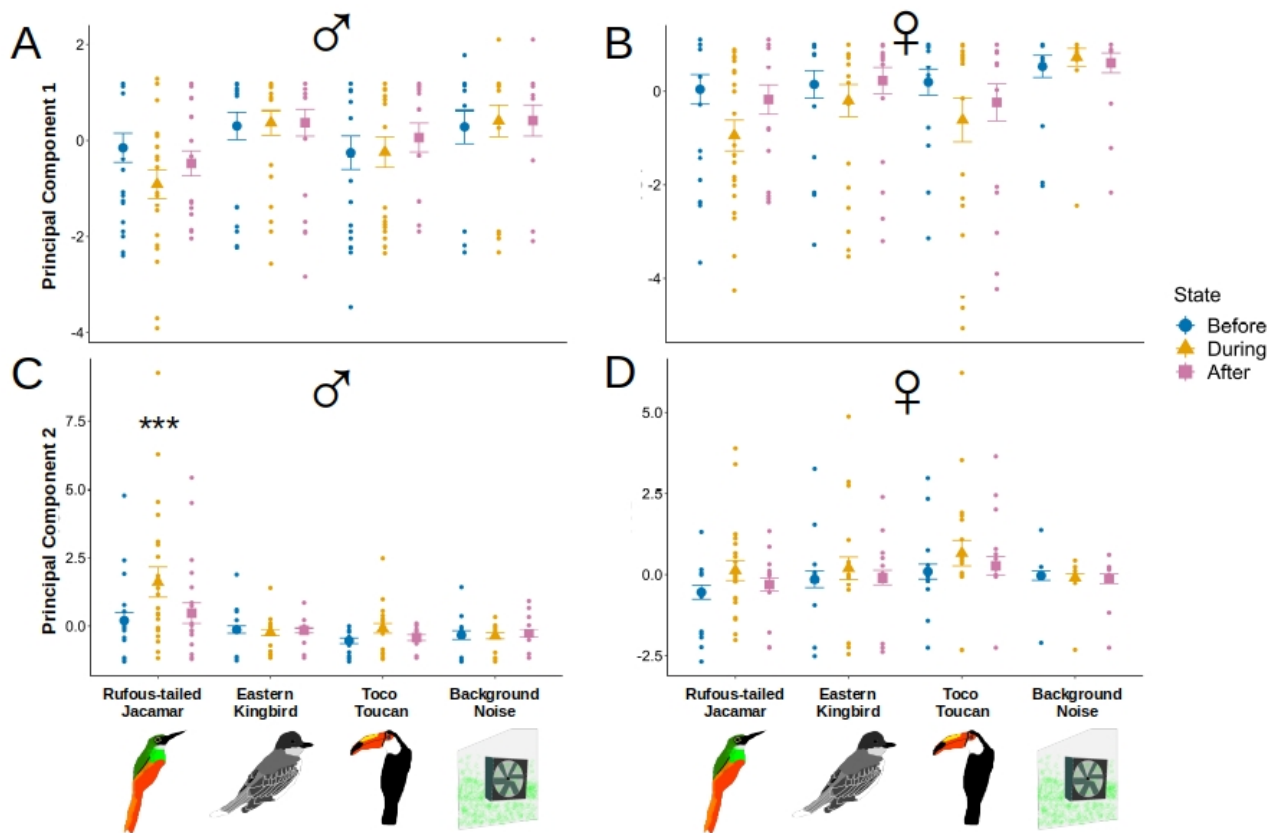 A
♂
B
♀
2
0
-2
-4
Principal Component 1
0
-2
-4
State
Before
During
After
C
♂
D
♀
***
7.5
5.0
2.5
0.0
Principal Component 2
5.0
2.5
0.0
-2.5
Rufous-tailed
Jacamar
Eastern
Kingbird
Toco
Toucan
Background
Noise
Rufous-tailed
Jacamar
Eastern
Kingbird
Toco
Toucan
Background
Noise